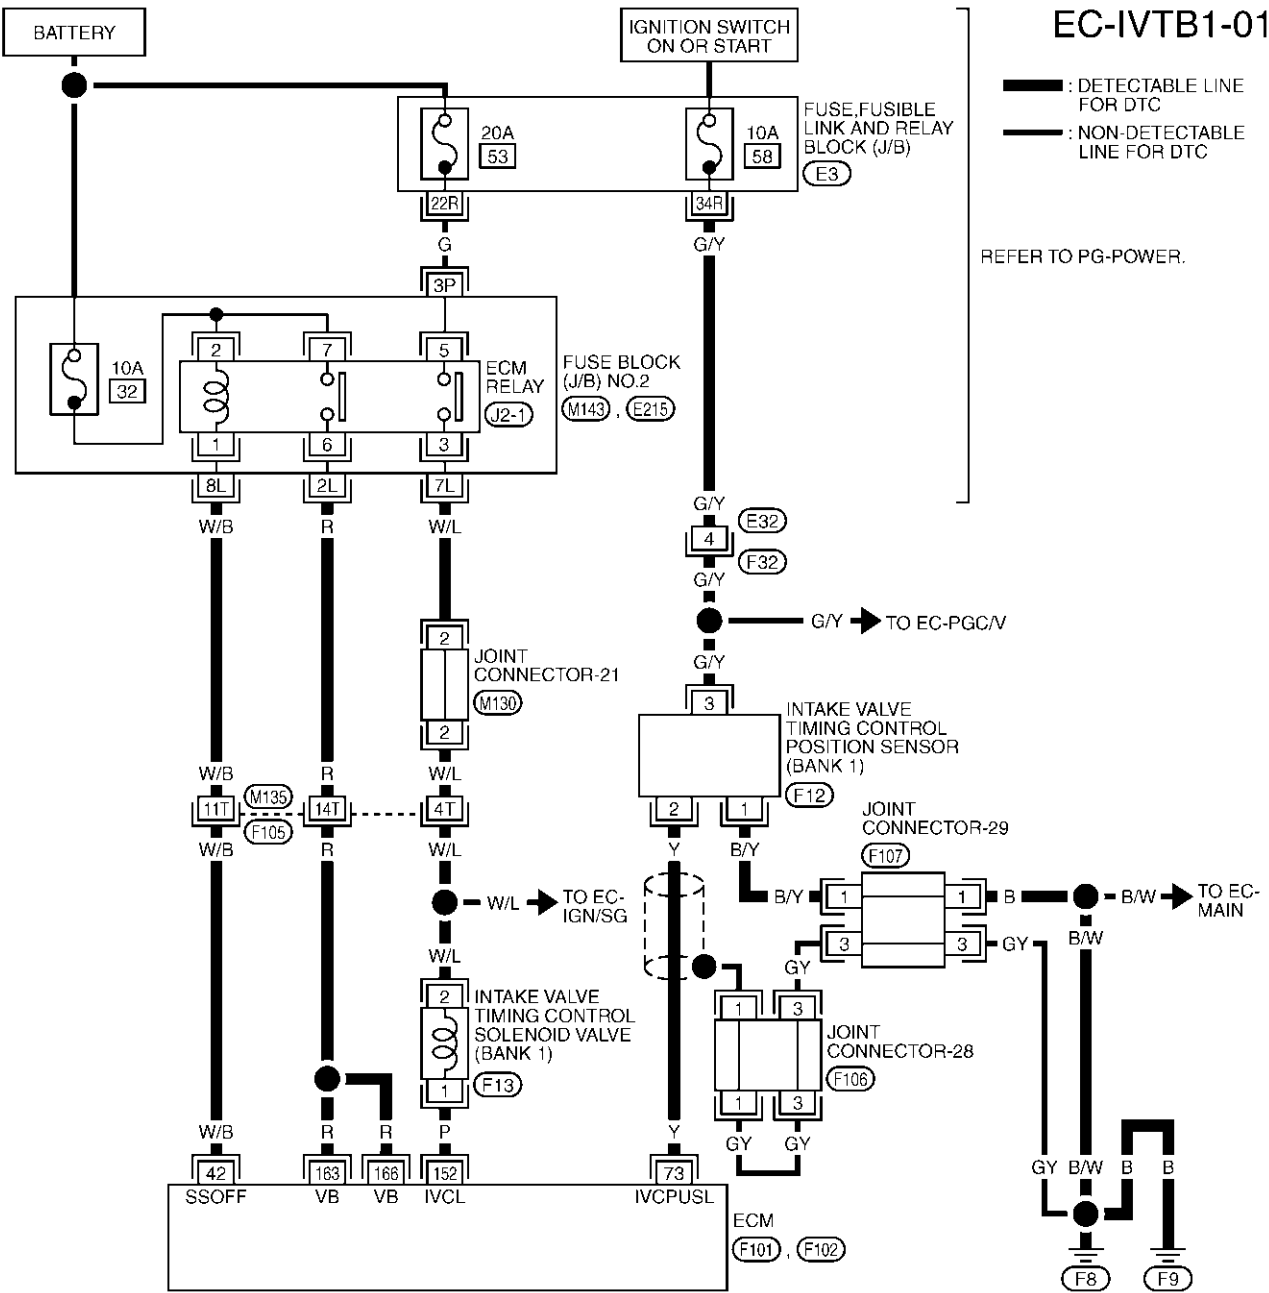 EC-IVTB1-01
BATTERY
IGNITION SWITCH
ON OR START
: DETECTABLE LINE
FOR DTC
: NON-DETECTABLE
LINE FOR DTC
20A
53
10A
58
FUSE,FUSIBLE
LINK AND RELAY
BLOCK (J/B)
E3
22R
34R
G
G/Y
REFER TO PG-POWER.
3P
2
7
5
10A
32
ECM
RELAY
J2-1
FUSE BLOCK
(J/B) NO.2
M143 , E215
1
6
3
8L
2L
7L
W/B
R
W/L
G/Y
E32
4
F32
G/Y
G/Y
TO EC-PGC/V
2
JOINT
CONNECTOR-21
M130
2
G/Y
3
INTAKE VALVE
TIMING CONTROL
POSITION SENSOR
(BANK 1)
F12
W/B
R
W/L
11T
M135
14T
4T
F105
2
1
W/B
R
W/L
Y
B/Y
JOINT
CONNECTOR-29
F107
W/L
TO EC-
IGN/SG
B/Y
1
1
B
B/W
TO EC-
MAIN
3
3
GY
B/W
W/L
GY
2
INTAKE VALVE
TIMING CONTROL
SOLENOID VALVE
(BANK 1)
F13
1
1
3
JOINT
CONNECTOR-28
F106
1
3
W/B
R
R
P
Y
GY
GY
GY
B/W
B
B
42
163
166
152
73
SSOFF
VB
VB
IVCL
IVCPUSL
ECM
F101 , F102
F8
F9